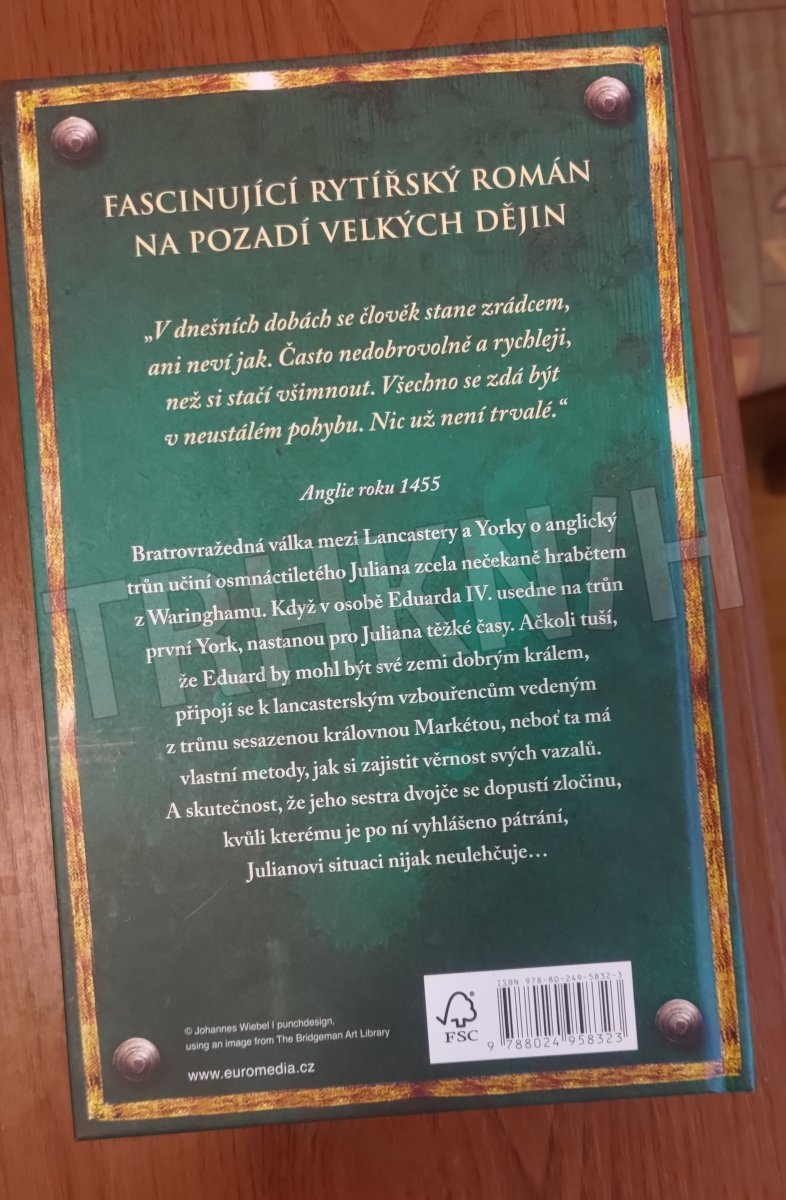 FASCINUJÍCÍ RYTÍŘSKÝ ROMÁN
NA POZADÍ VELKÝCH DĚJIN
„V dnešních dobách se člověk stane zrádcem,
ani neví jak. Často nedobrovolně a rychleji,
než si stačí všimnout. Všechno se zdá být
v neustálém pohybu. Nic už není trvalé.“
Anglie roku 1455
Bratrovražedná válka mezi Lancastery a Yorky o anglický
trůn učiní osmnáctiletého Juliana zcela nečekaně hrabětem
z Waringhamu. Když v osobě Eduarda IV. usedne na trůn
první York, nastanou pro Juliana těžké časy. Ačkoli tuší,
že Eduard by mohl být své zemi dobrým králem,
připojí se k lancasterským vzbouřencům vedeným
z trůnu sesazenou královnou Markétou, neboť ta má
vlastní metody, jak si zajistit věrnost svých vazalů.
A skutečnost, že jeho sestra dvojče se dopustí zločinu,
kvůli kterému je po ní vyhlášeno pátrání,
Julianovi situaci nijak neulehčuje…
TRHKNIH
© Johannes Wiebel | punchdesign,
using an image from The Bridgeman Art Library
www.euromedia.cz
FSC
ISBN 978-80-249-5832-3
9 788024 958323